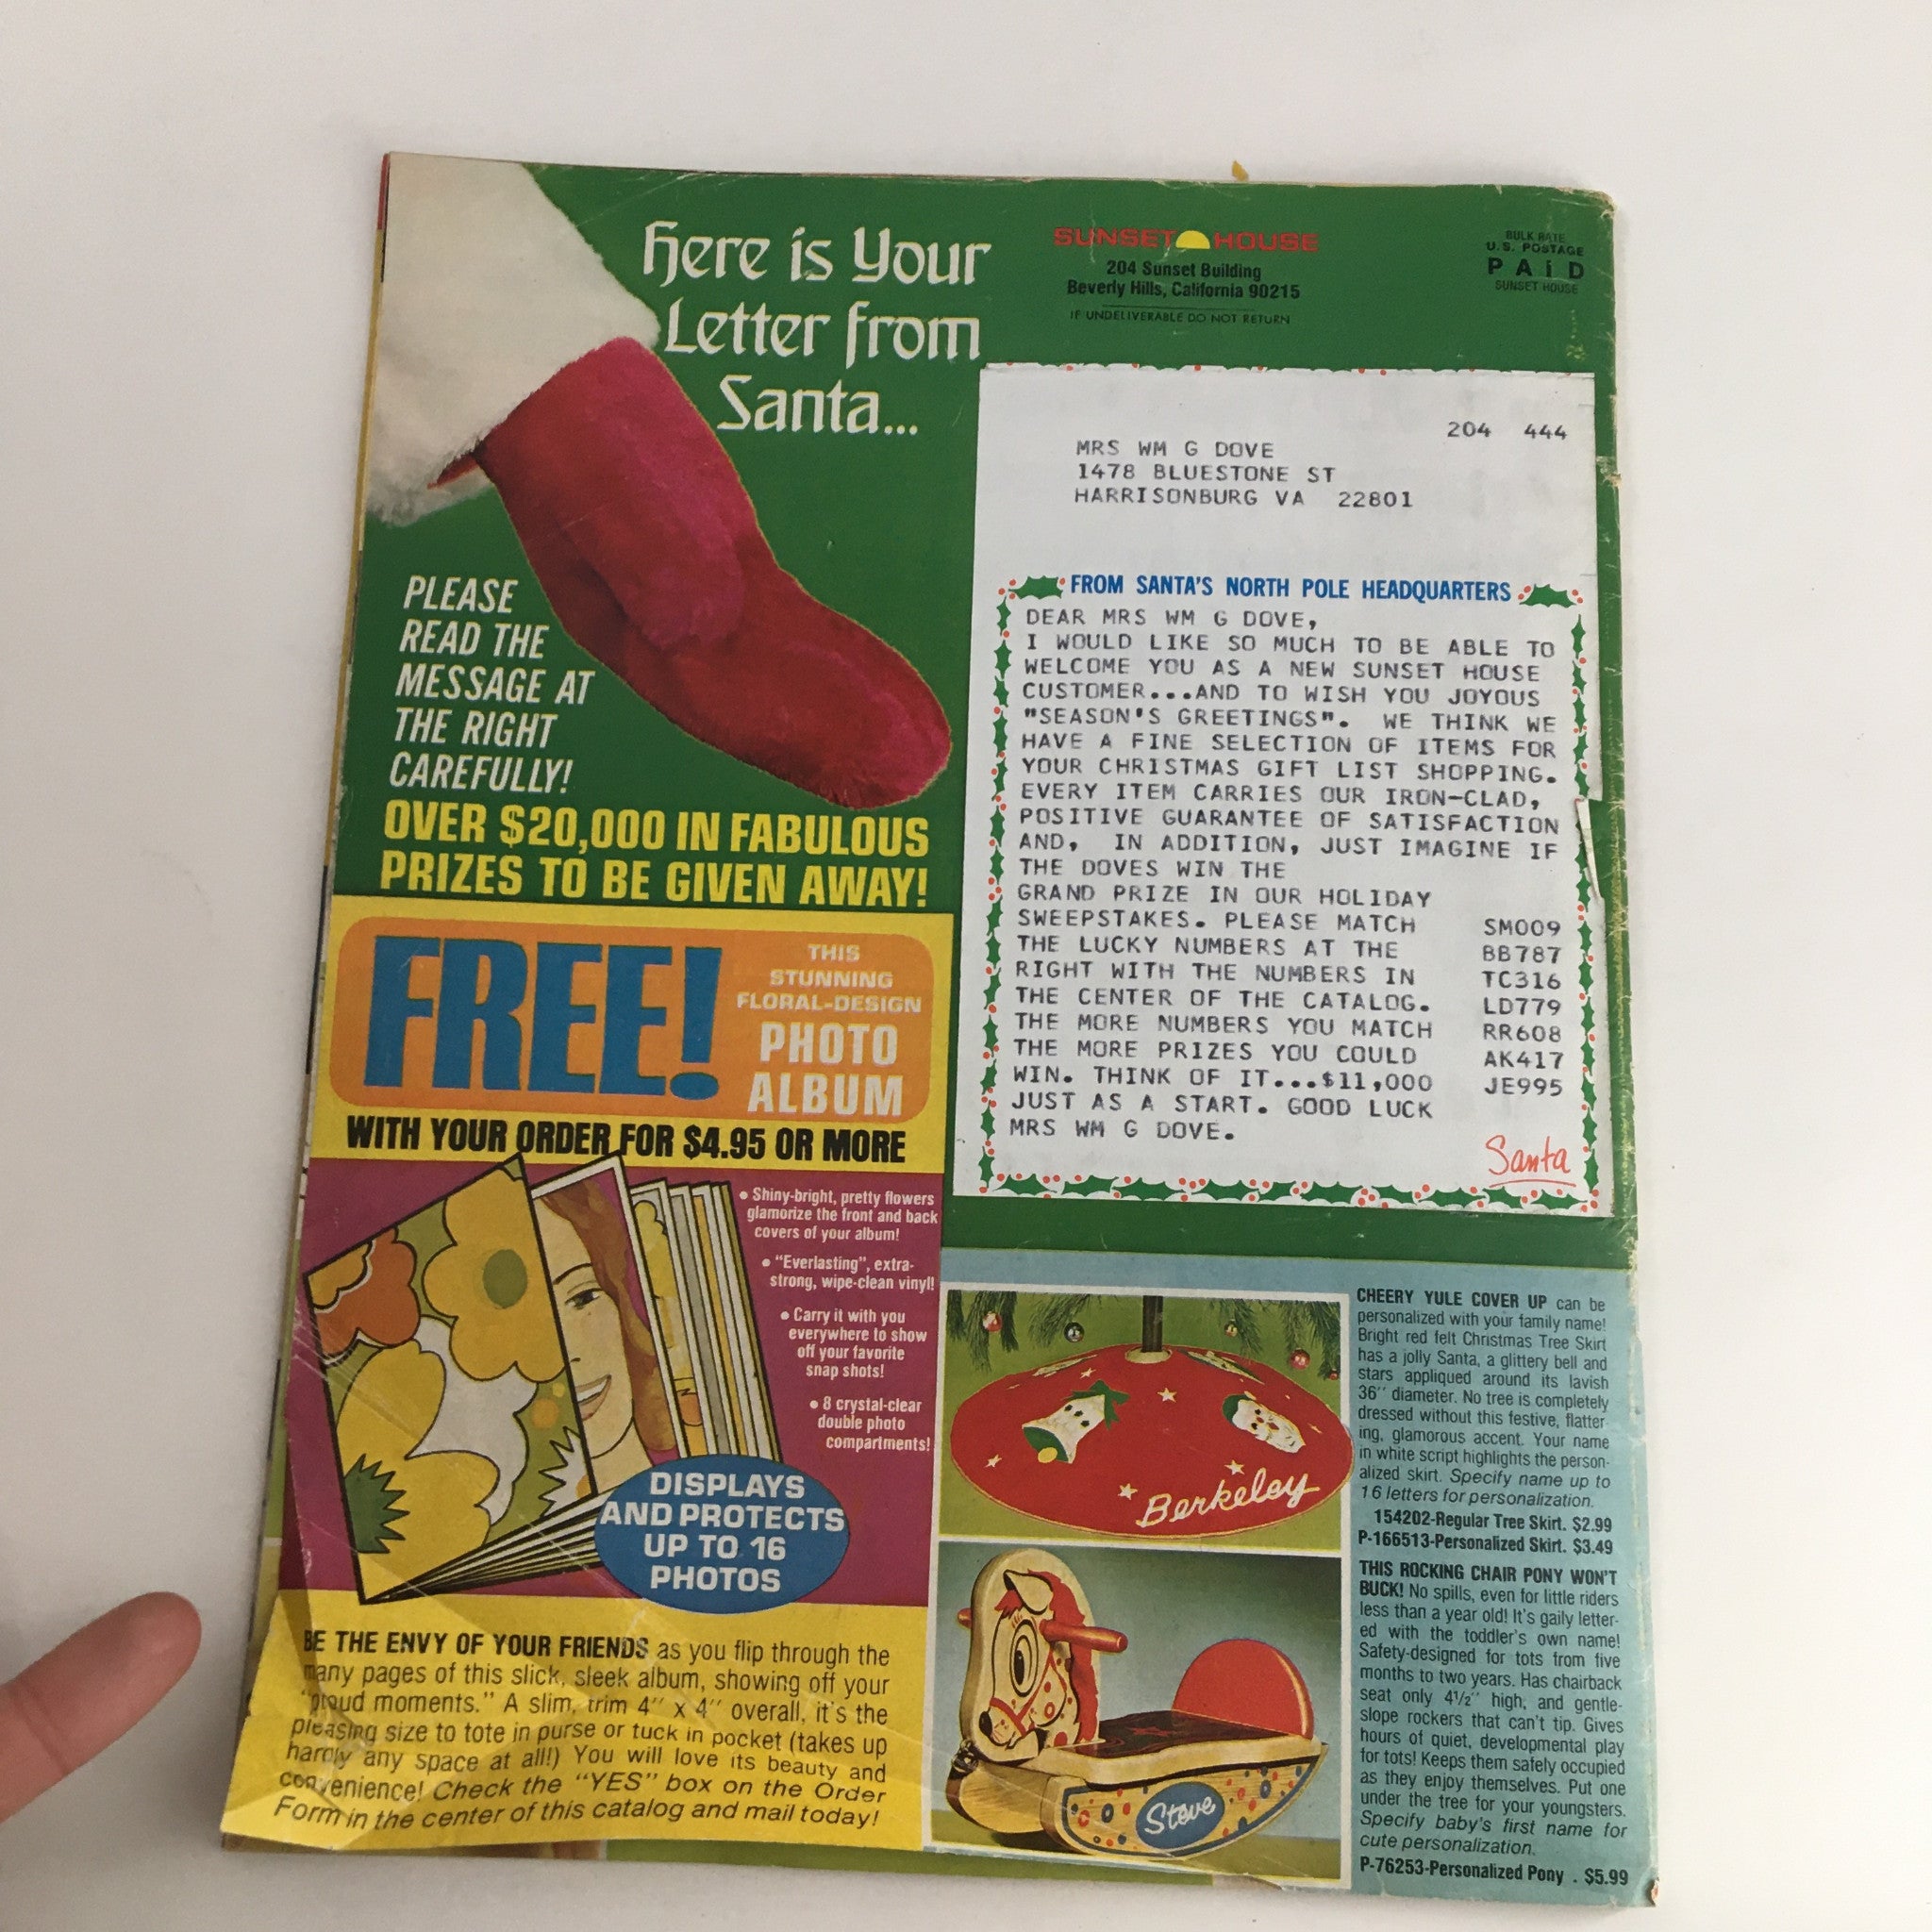 Here is Your
Letter from
Santa...
SUNSET HOUSE
204 Sunset Building
Beverly Hills, California 90215
IF UNDELIVERABLE DO NOT RETURN
BULK RATE
U.S. POSTAGE
PAiD
SUNSET HOUSE
204 444
MRS WM G DOVE
1478 BLUESTONE ST
HARRISONBURG VA 22801
PLEASE
READ THE
MESSAGE AT
THE RIGHT
CAREFULLY!
OVER $20,000 IN FABULOUS
PRIZES TO BE GIVEN AWAY!
FROM SANTA'S NORTH POLE HEADQUARTERS
DEAR MRS WM G DOVE,
I WOULD LIKE SO MUCH TO BE ABLE TO
WELCOME YOU AS A NEW SUNSET HOUSE
CUSTOMER...AND TO WISH YOU JOYOUS
"SEASON'S GREETINGS". WE THINK WE
HAVE A FINE SELECTION OF ITEMS FOR
YOUR CHRISTMAS GIFT LIST SHOPPING.
EVERY ITEM CARRIES OUR IRON-CLAD,
POSITIVE GUARANTEE OF SATISFACTION
AND, IN ADDITION, JUST IMAGINE IF
THE DOVES WIN THE
GRAND PRIZE IN OUR HOLIDAY
SWEEPSTAKES. PLEASE MATCH SM009
THE LUCKY NUMBERS AT THE BB787
RIGHT WITH THE NUMBERS IN TC316
THE CENTER OF THE CATALOG. LD779
THE MORE NUMBERS YOU MATCH RR608
THE MORE PRIZES YOU COULD AK417
WIN. THINK OF IT...$11,000 JE995
JUST AS A START. GOOD LUCK
MRS WM G DOVE.
Santa
FREE!
THIS
STUNNING
FLORAL-DESIGN
PHOTO
ALBUM
WITH YOUR ORDER FOR $4.95 OR MORE
• Shiny-bright, pretty flowers
glamorize the front and back
covers of your album!
• "Everlasting", extra-
strong, wipe-clean vinyl!
• Carry it with you
everywhere to show
off your favorite
snap shots!
• 8 crystal-clear
double photo
compartments!
DISPLAYS
AND PROTECTS
UP TO 16
PHOTOS
BE THE ENVY OF YOUR FRIENDS as you flip through the
many pages of this slick, sleek album, showing off your
"proud moments." A slim, trim 4" x 4" overall, it's the
pleasing size to tote in purse or tuck in pocket (takes up
hardly any space at all!) You will love its beauty and
convenience! Check the "YES" box on the Order
Form in the center of this catalog and mail today!
Berkeley
Steve
CHEERY YULE COVER UP can be
personalized with your family name!
Bright red felt Christmas Tree Skirt
has a jolly Santa, a glittery bell and
stars appliqued around its lavish
36" diameter. No tree is completely
dressed without this festive, flatter-
ing, glamorous accent. Your name
in white script highlights the person-
alized skirt. Specify name up to
16 letters for personalization.
154202-Regular Tree Skirt. $2.99
P-166513-Personalized Skirt. $3.49
THIS ROCKING CHAIR PONY WON'T
BUCK! No spills, even for little riders
less than a year old! It's gaily letter-
ed with the toddler's own name!
Safety-designed for tots from five
months to two years. Has chairback
seat only 4½" high, and gentle-
slope rockers that can't tip. Gives
hours of quiet, developmental play
for tots! Keeps them safely occupied
as they enjoy themselves. Put one
under the tree for your youngsters.
Specify baby's first name for
cute personalization.
P-76253-Personalized Pony . $5.99